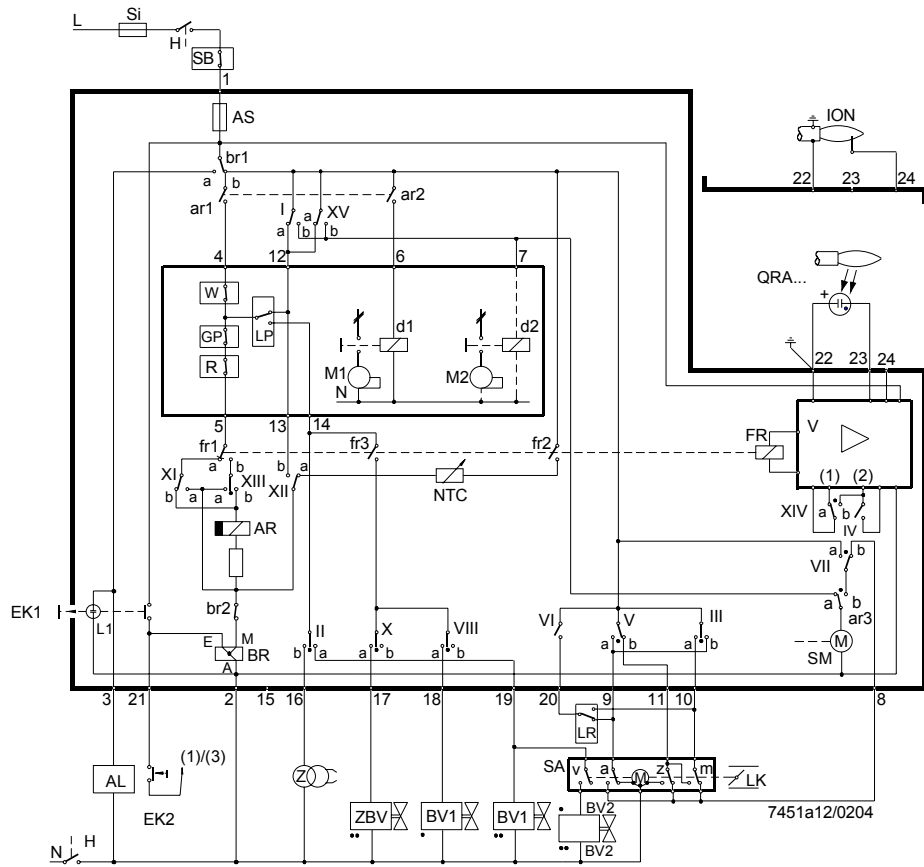 L Si
H
SB
1
AS
ION
br1
22 23 24
a b
ar1 ar2
I a XV
a b b
4 12 6 7
QRA...
+
W
LP
d1 d2
GP
22 23 24
R
M1 M2
N
V
FR
5 13 14
fr1 fr3 fr2
a b b a
XI XIII XII
b a a b
NTC
(1) (2)
XIV a b IV
AR
a b
VII
EK1
L1
br2
a b
ar3
E M
BR
A
II X VIII VI V III
b a a b a b a b a b
M
SM
3 21 2 15 16 17 18 19 20 9 11 10 8
LR
AL
(1)/(3)
EK2
Z
SA v a M z m LK
ZBV BV1 BV1 BV2
BV2
7451a12/0204
N H